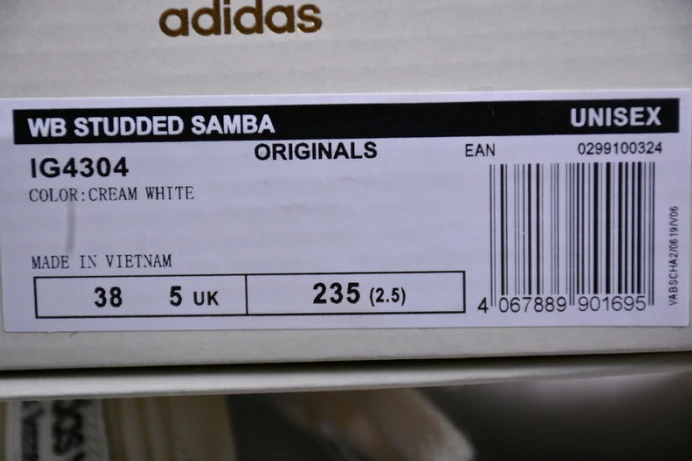 adidas
WB STUDDED SAMBA UNISEX
IG4304 ORIGINALS EAN 0299100324
COLOR:CREAM WHITE
MADE IN VIETNAM
38 5 UK 235 (2.5)
4 067889 901695
VABSCHA2/0619/V06